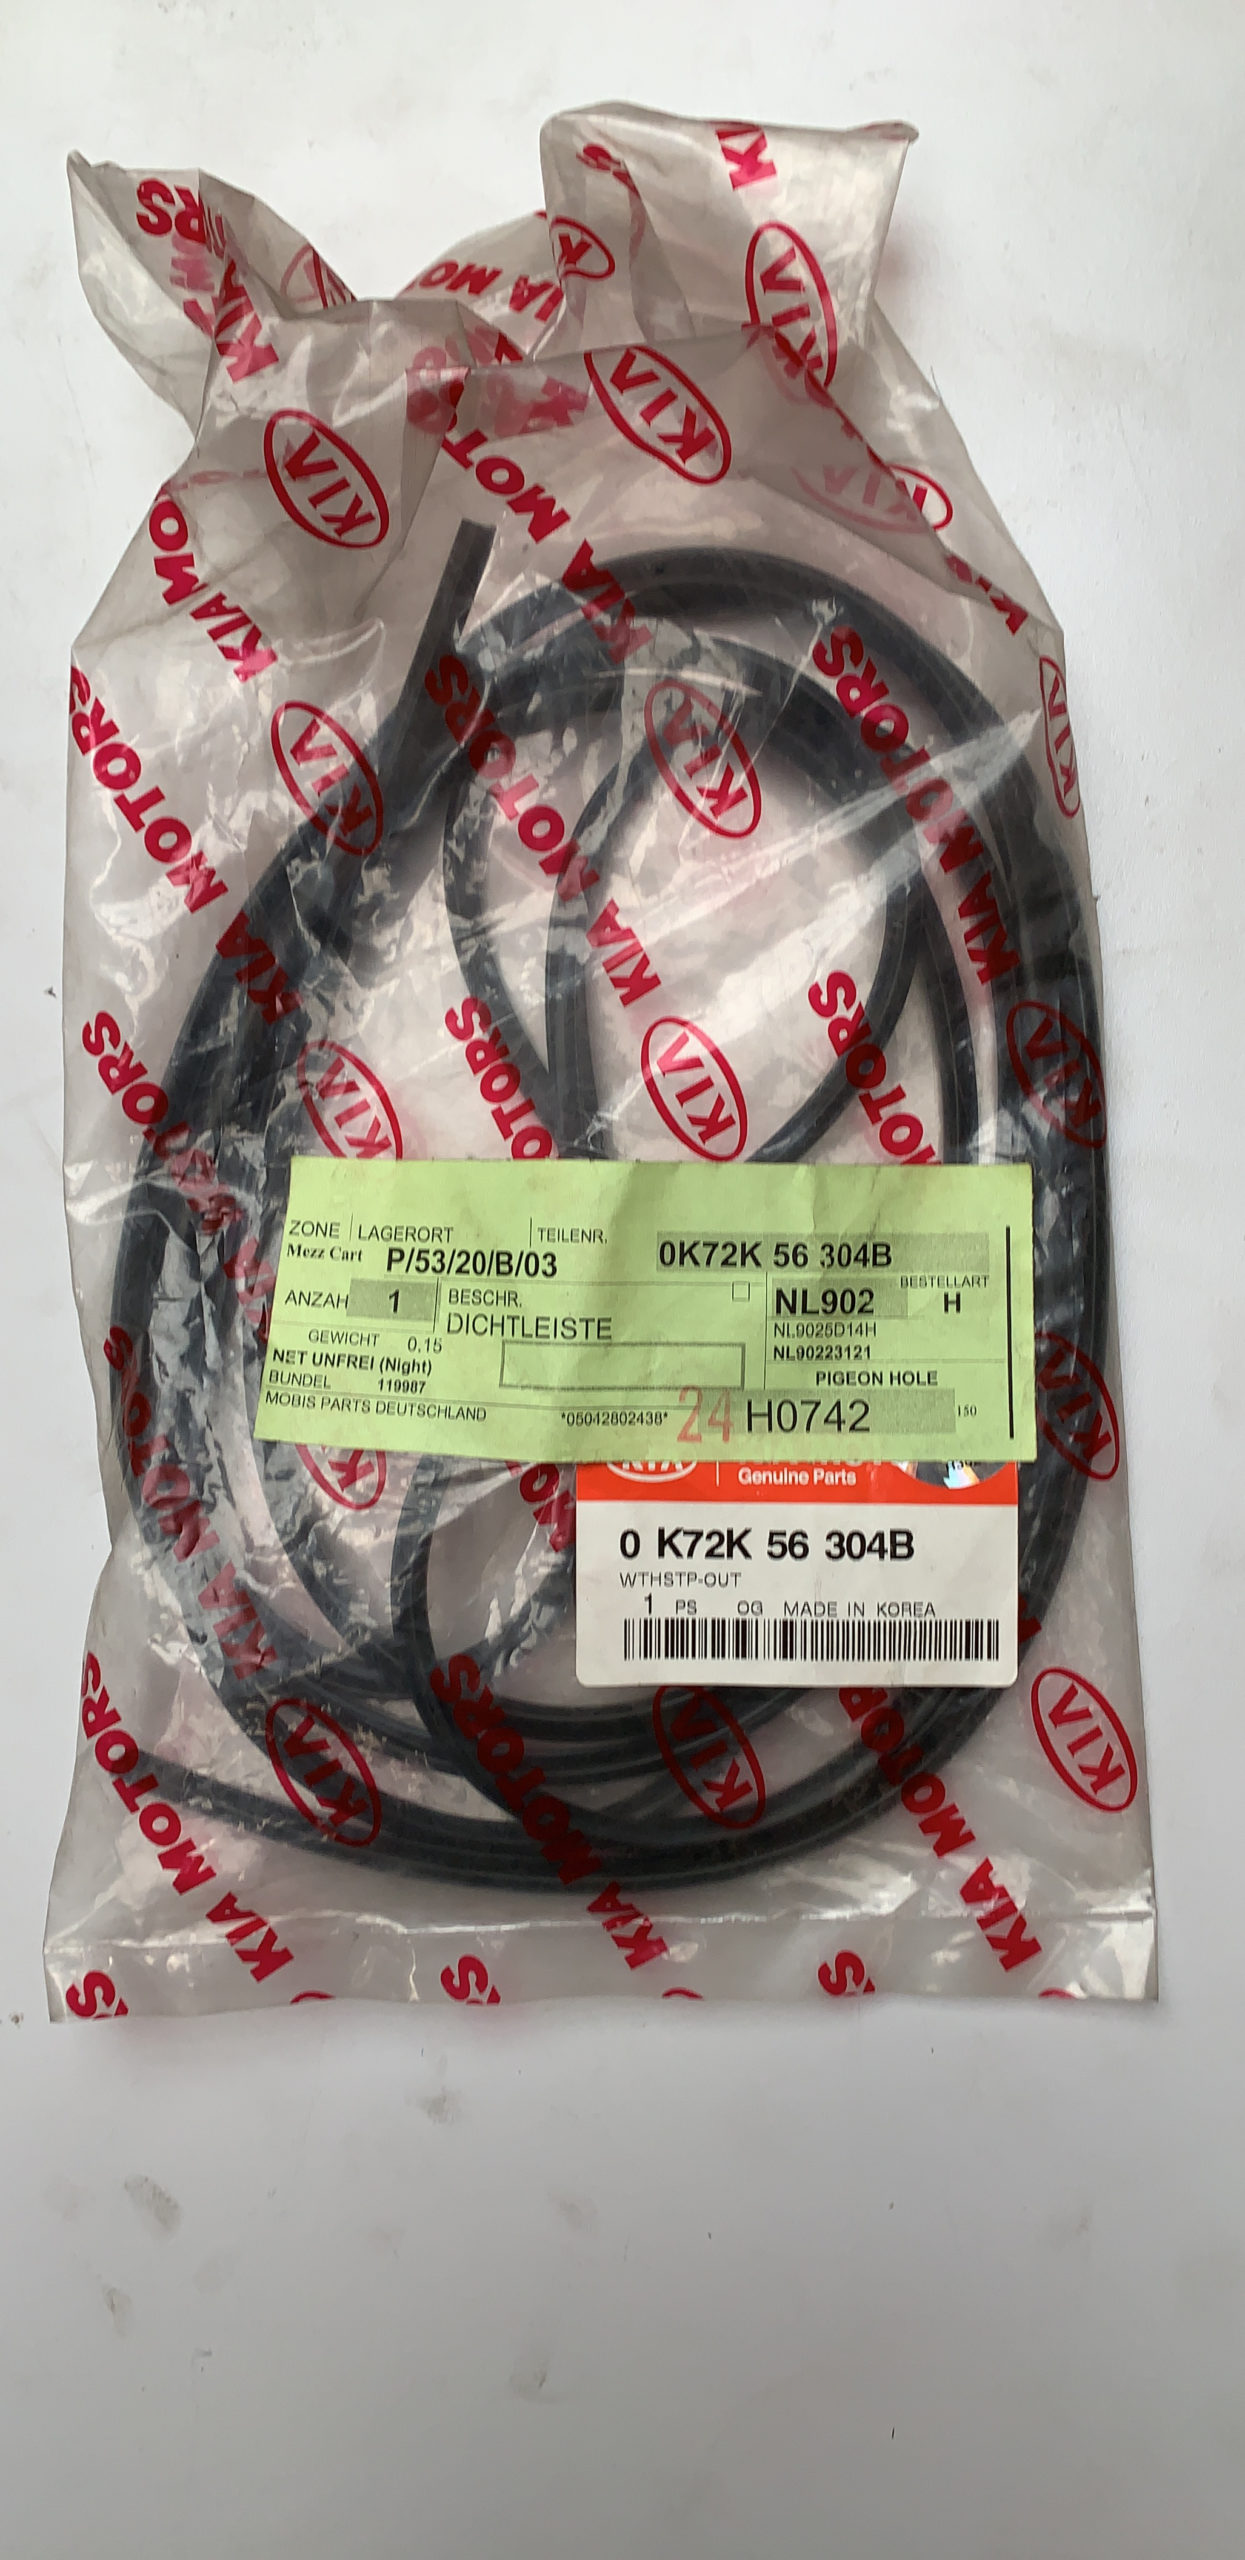 KIA MOTORS
KIA
ZONE LAGERORT TEILENR. 0K72K 56 304B
Mezz Cart P/53/20/B/03
BESTELLART
ANZAH 1 BESCHR. NL902 H
DICHTLEISTE NL9025D14H
GEWICHT 0.15
NET UNFREI (Night) NL90223121
BUNDEL 119987 PIGEON HOLE
MOBIS PARTS DEUTSCHLAND *05042802438* 24 H0742 150
KIA
Genuine Parts
0 K72K 56 304B
WTHSTP-OUT
1 PS OG MADE IN KOREA